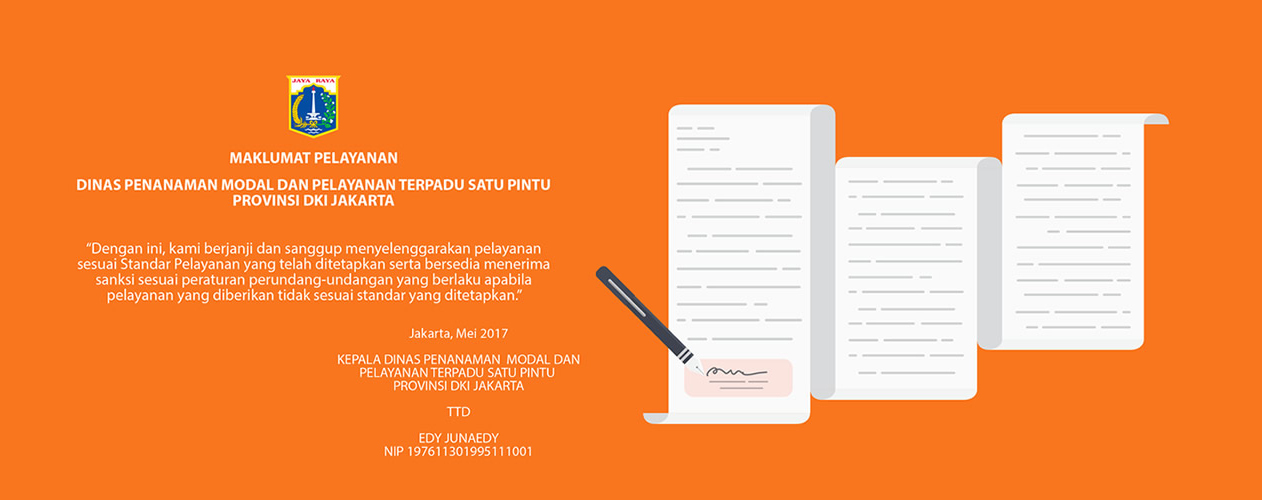 JAYA RAYA
MAKLUMAT PELAYANAN
DINAS PENANAMAN MODAL DAN PELAYANAN TERPADU SATU PINTU
PROVINSI DKI JAKARTA
“Dengan ini, kami berjanji dan sanggup menyelenggarakan pelayanan
sesuai Standar Pelayanan yang telah ditetapkan serta bersedia menerima
sanksi sesuai peraturan perundang-undangan yang berlaku apabila
pelayanan yang diberikan tidak sesuai standar yang ditetapkan.”
Jakarta, Mei 2017
KEPALA DINAS PENANAMAN MODAL DAN
PELAYANAN TERPADU SATU PINTU
PROVINSI DKI JAKARTA
TTD
EDY JUNAEDY
NIP 197611301995111001